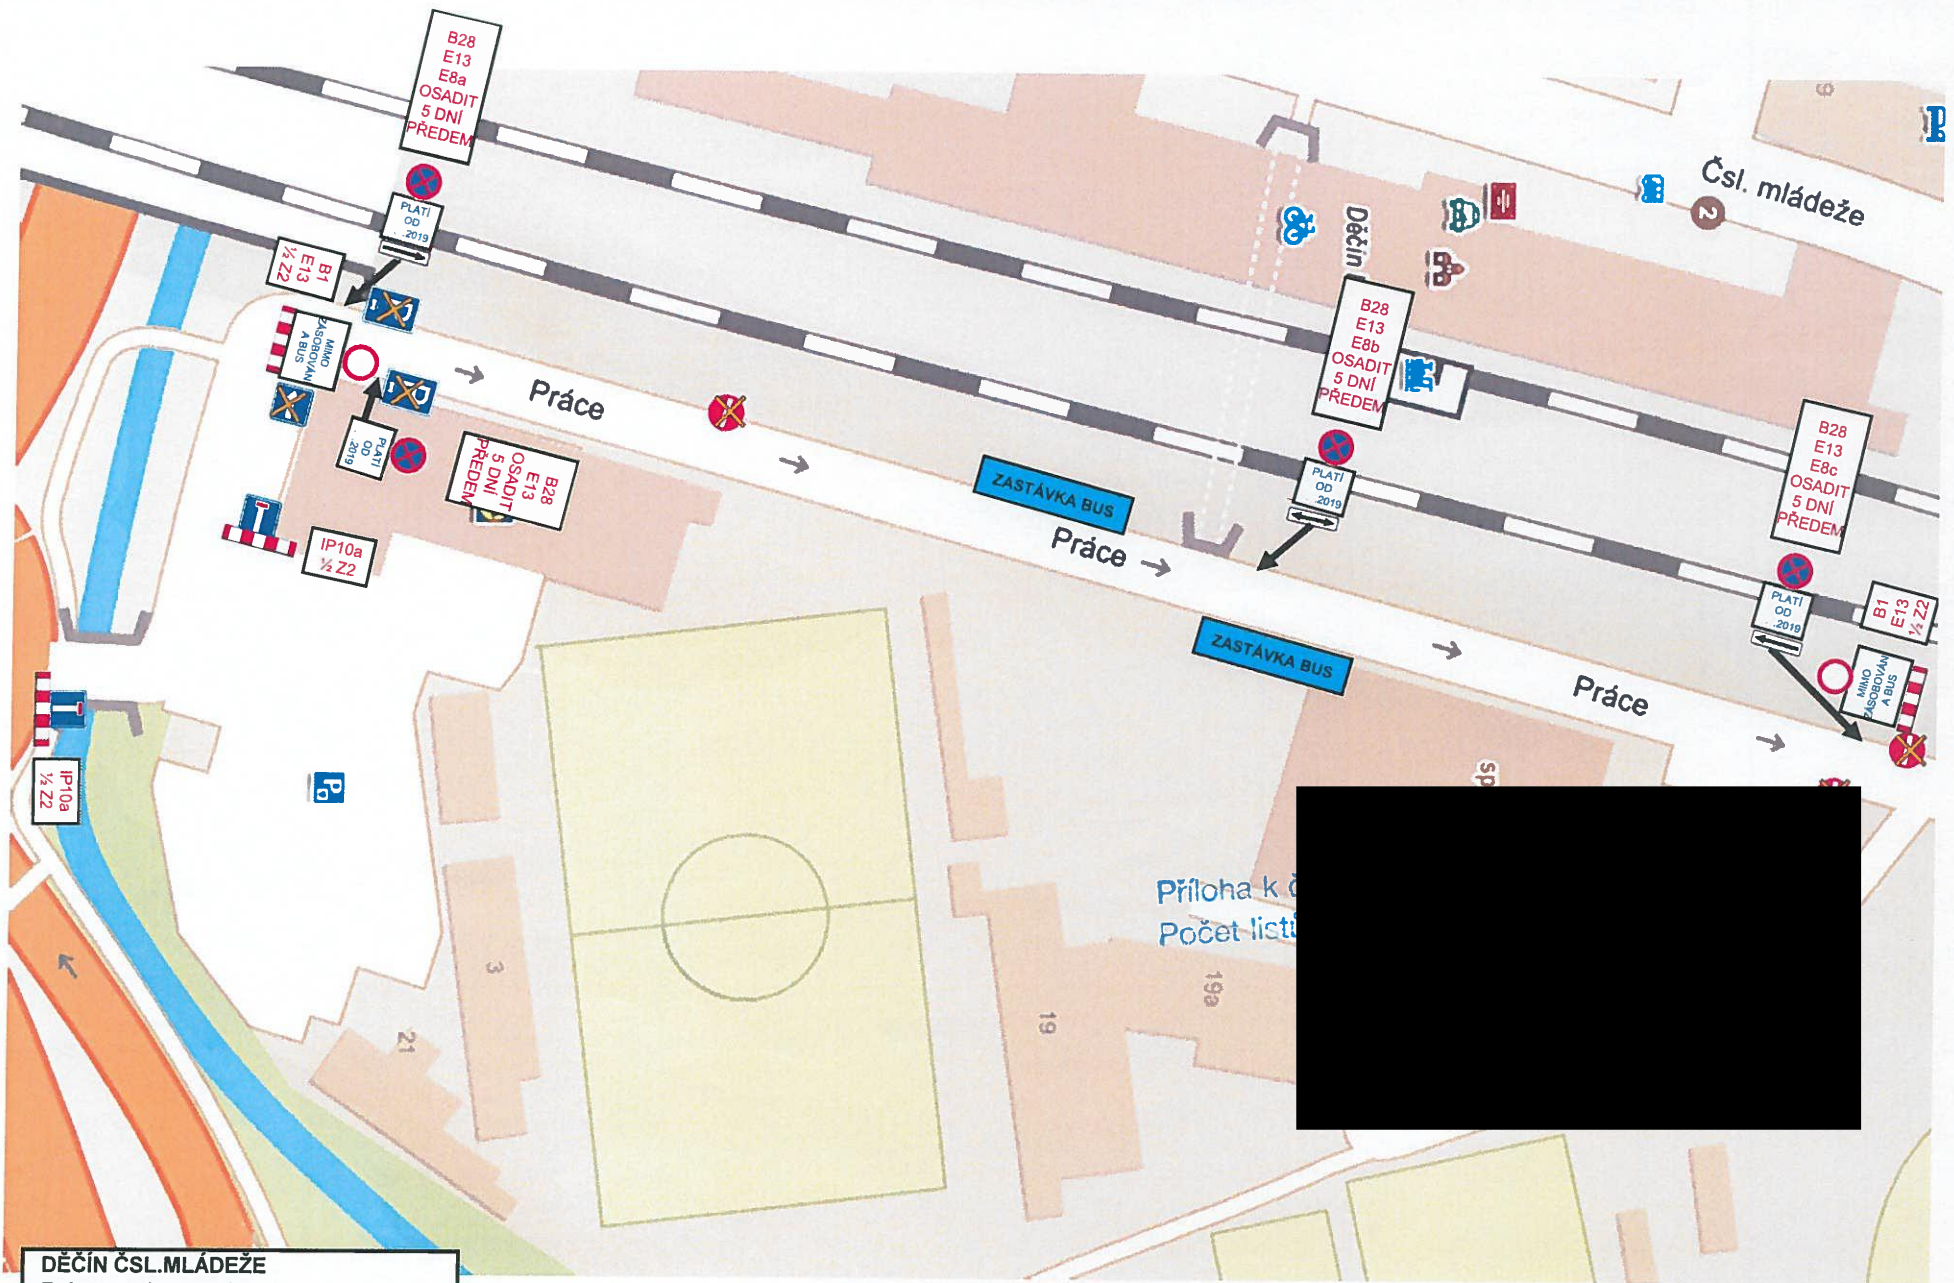 B28
E13
E8a
OSADIT
5 DNÍ
PŘEDEM
PLATÍ
OD
. .2019
B1
E13
½ Z2
MIMO
ZÁSOBOVÁN
A BUS
PLATÍ
OD
. .2019
B28
E13
OSADIT
5 DNÍ
PŘEDEM
IP10a
½ Z2
IP10a
½ Z2
Práce
ZASTÁVKA BUS
Práce
ZASTÁVKA BUS
Práce
Děčín
B28
E13
E8b
OSADIT
5 DNÍ
PŘEDEM
PLATÍ
OD
. .2019
Čsl. mládeže
2
B28
E13
E8c
OSADIT
5 DNÍ
PŘEDEM
PLATÍ
OD
. .2019
B1
E13
½ Z2
MIMO
ZÁSOBOVÁN
A BUS
sp
Příloha k č
Počet listů
3
21
19
19a
P
DĚČÍN ČSL.MLÁDEŽE